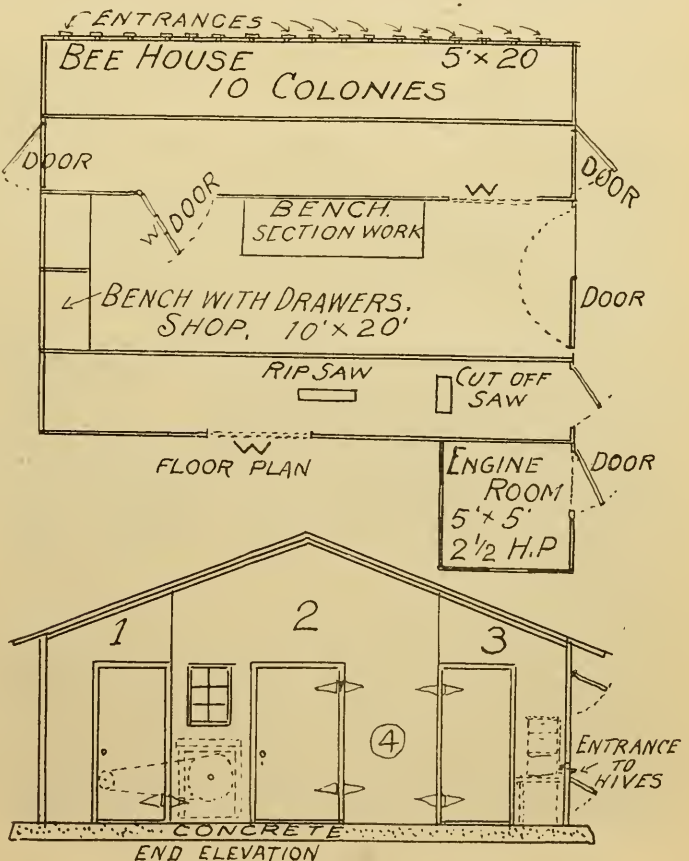 ENTRANCES
BEE HOUSE 5'×20
10 COLONIES
DOOR
DOOR
DOOR
W
W
BENCH.
SECTION WORK
BENCH WITH DRAWERS.
SHOP. 10'×20'
DOOR
RIP SAW
CUT OFF
SAW
W
FLOOR PLAN
ENGINE
ROOM
5'×5'
2 1/2 H.P
DOOR
1
2
3
4
ENTRANCE
TO
HIVES
CONCRETE
END ELEVATION